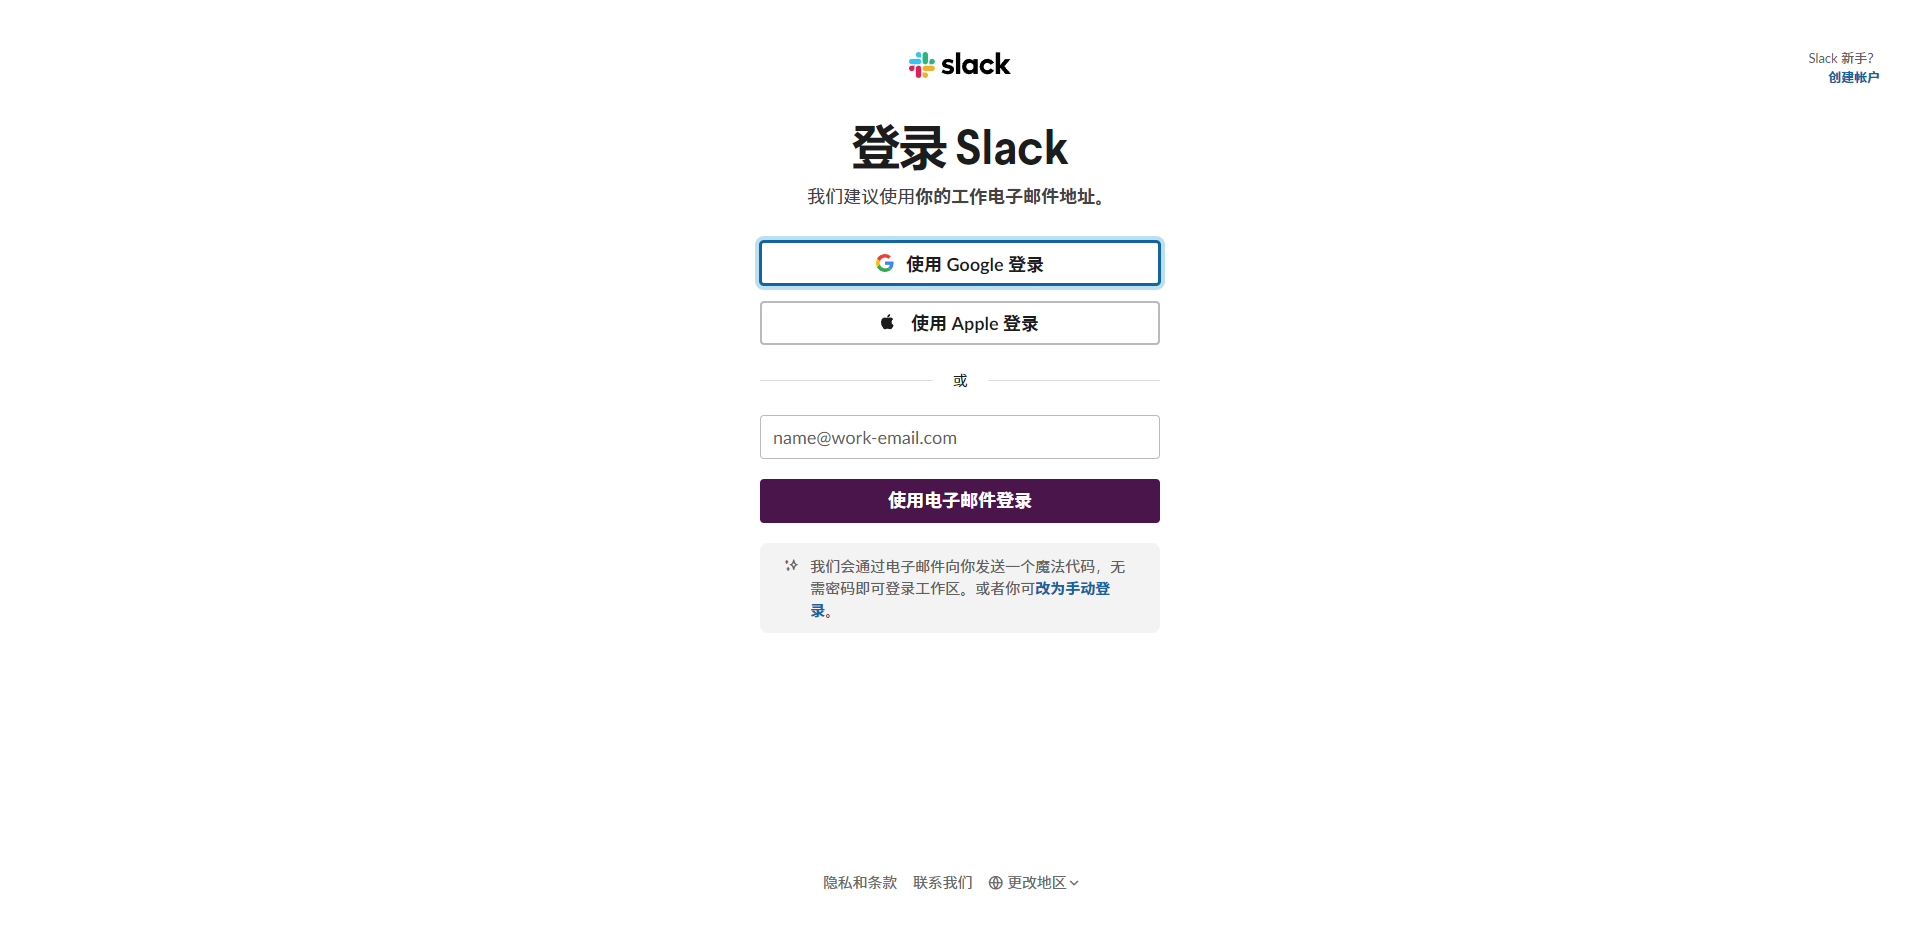 slack
Slack 新手?
创建帐户
登录 Slack
我们建议使用你的工作电子邮件地址。
使用 Google 登录
使用 Apple 登录
或
name@work-email.com
使用电子邮件登录
我们会通过电子邮件向你发送一个魔法代码，无
需密码即可登录工作区。或者你可改为手动登
录。
隐私和条款 联系我们 更改地区